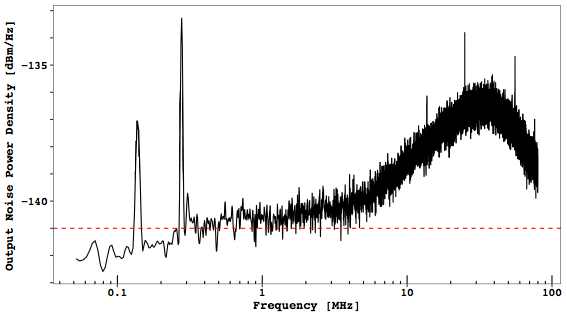 Output Noise Power Density [dBm/Hz]
-135
-140
0.1 1 10 100
Frequency [MHz]